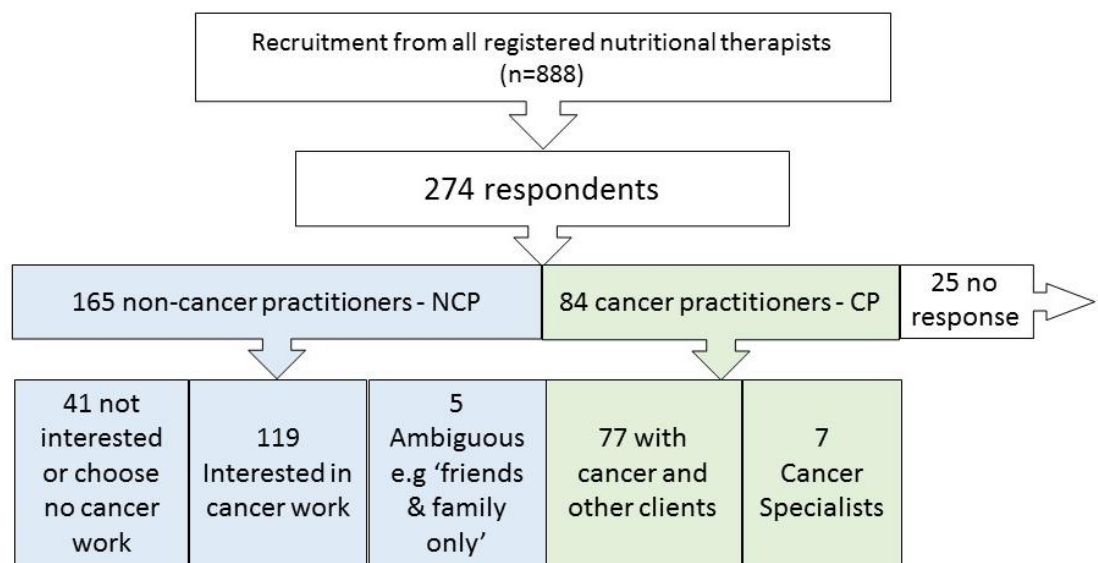 Recruitment from all registered nutritional therapists
(n=888)
274 respondents
165 non-cancer practitioners - NCP
84 cancer practitioners - CP
25 no
response
41 not
interested
or choose
no cancer
work
119
Interested in
cancer work
5
Ambiguous
e.g ‘friends
& family
only’
77 with
cancer and
other clients
7
Cancer
Specialists